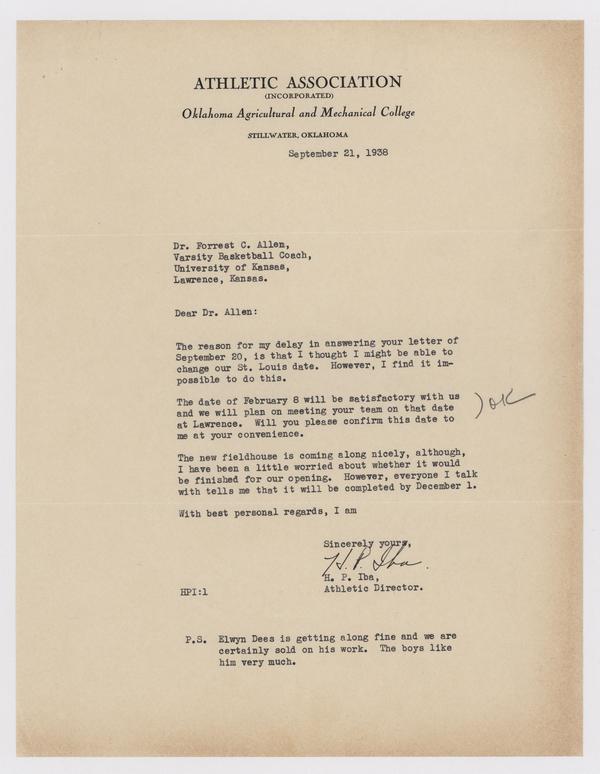 ATHLETIC ASSOCIATION
(INCORPORATED)
Oklahoma Agricultural and Mechanical College
STILLWATER, OKLAHOMA
September 21, 1938
Dr. Forrest C. Allen,
Varsity Basketball Coach,
University of Kansas,
Lawrence, Kansas.
Dear Dr. Allen:
The reason for my delay in answering your letter of
September 20, is that I thought I might be able to
change our St. Louis date. However, I find it im-
possible to do this.
The date of February 8 will be satisfactory with us
and we will plan on meeting your team on that date
at Lawrence. Will you please confirm this date to
me at your convenience.
) OK
The new fieldhouse is coming along nicely, although,
I have been a little worried about whether it would
be finished for our opening. However, everyone I talk
with tells me that it will be completed by December 1.
With best personal regards, I am
Sincerely yours,
H. P. Iba.
H. P. Iba,
Athletic Director.
HPI:l
P.S. Elwyn Dees is getting along fine and we are
certainly sold on his work. The boys like
him very much.